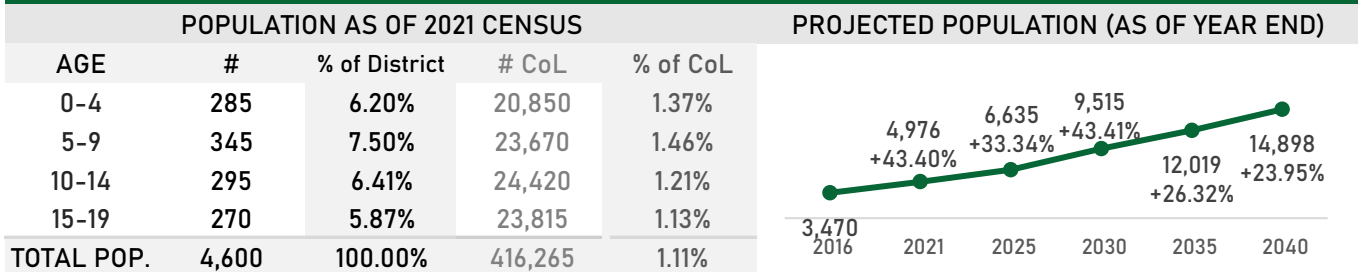 POPULATION AS OF 2021 CENSUS
AGE # % of District # CoL % of CoL
0-4 285 6.20% 20,850 1.37%
5-9 345 7.50% 23,670 1.46%
10-14 295 6.41% 24,420 1.21%
15-19 270 5.87% 23,815 1.13%
TOTAL POP. 4,600 100.00% 416,265 1.11%
PROJECTED POPULATION (AS OF YEAR END)
3,470
4,976
+43.40%
6,635
+33.34%
9,515
+43.41%
12,019
+26.32%
14,898
+23.95%
2016 2021 2025 2030 2035 2040